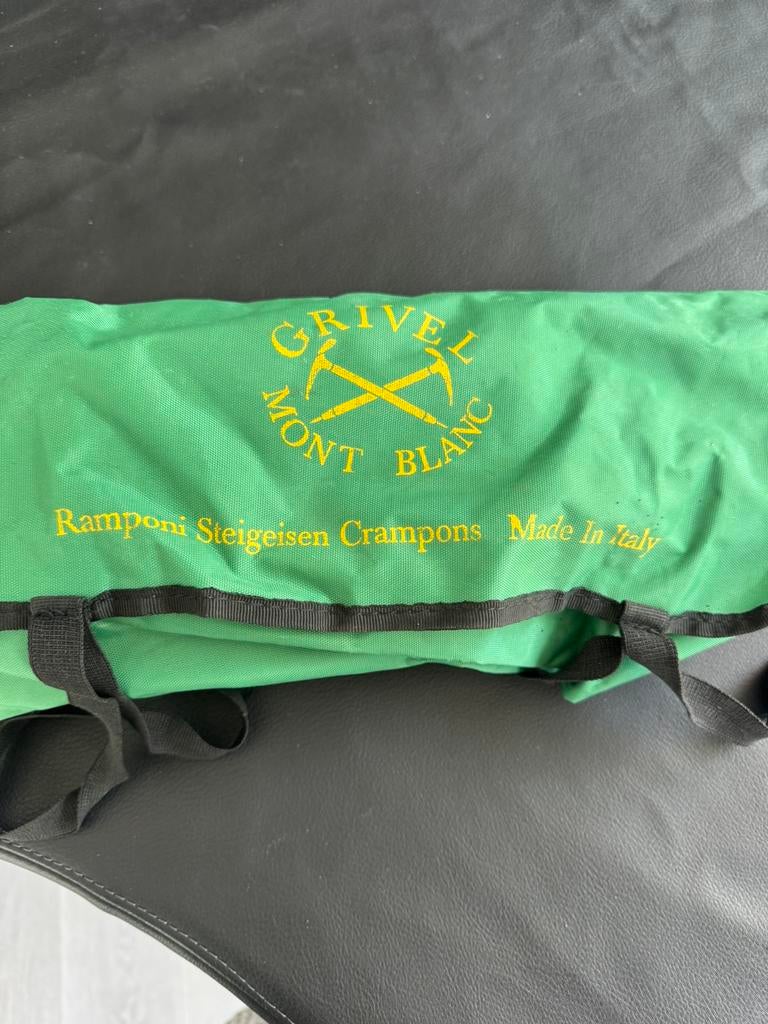 GRIVEL
MONT BLANC
Ramponi Steigeisen Crampons Made In Italy